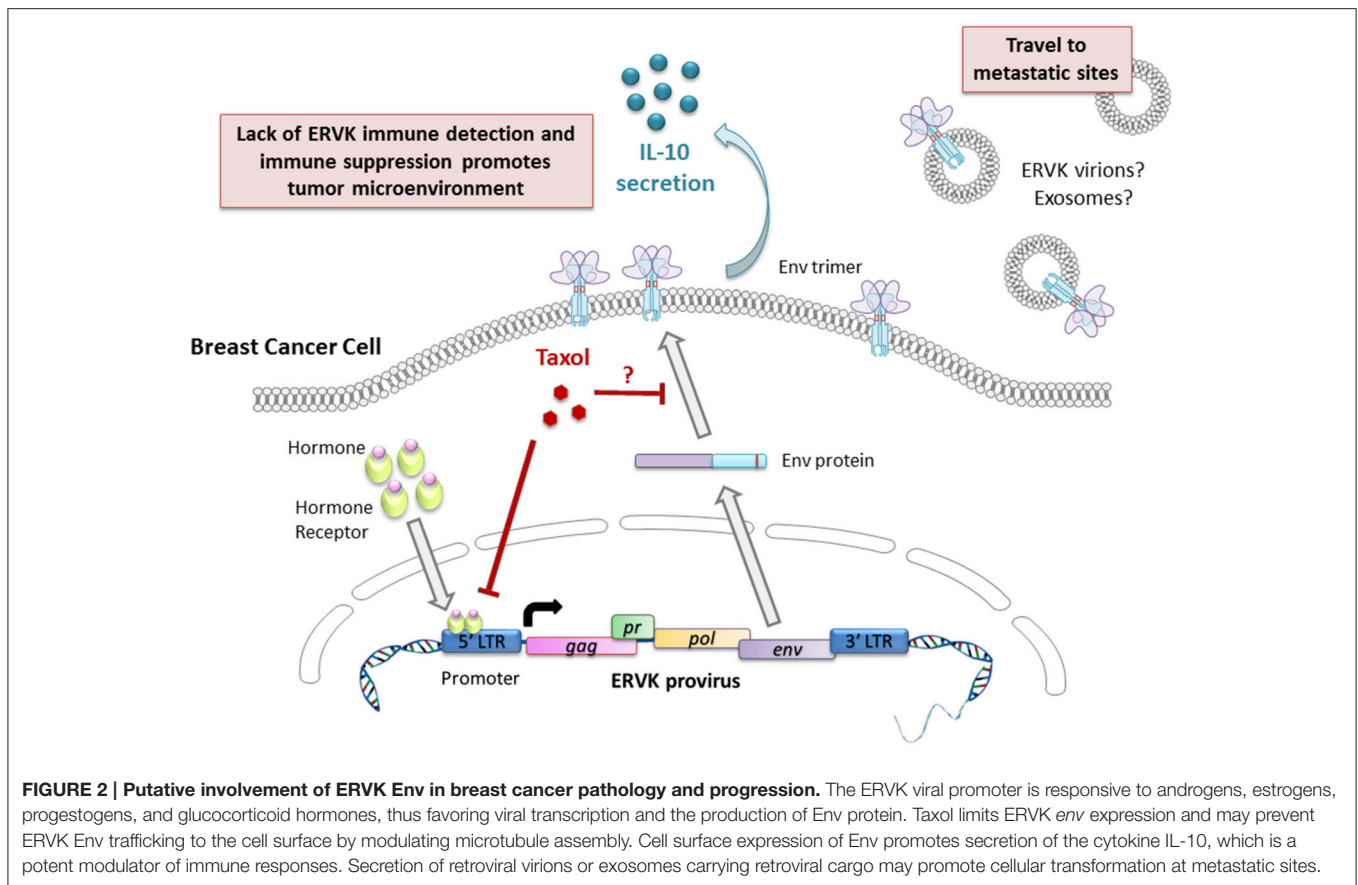 Travel to
metastatic sites
Lack of ERVK immune detection and
immune suppression promotes
tumor microenvironment
IL-10
secretion
ERVK virions?
Exosomes?
Env trimer
Breast Cancer Cell
Taxol
?
Hormone
Env protein
Hormone
Receptor
5' LTR
gag
pr
pol
env
3' LTR
Promoter
ERVK provirus
FIGURE 2 | Putative involvement of ERVK Env in breast cancer pathology and progression. The ERVK viral promoter is responsive to androgens, estrogens,
progestogens, and glucocorticoid hormones, thus favoring viral transcription and the production of Env protein. Taxol limits ERVK env expression and may prevent
ERVK Env trafficking to the cell surface by modulating microtubule assembly. Cell surface expression of Env promotes secretion of the cytokine IL-10, which is a
potent modulator of immune responses. Secretion of retroviral virions or exosomes carrying retroviral cargo may promote cellular transformation at metastatic sites.